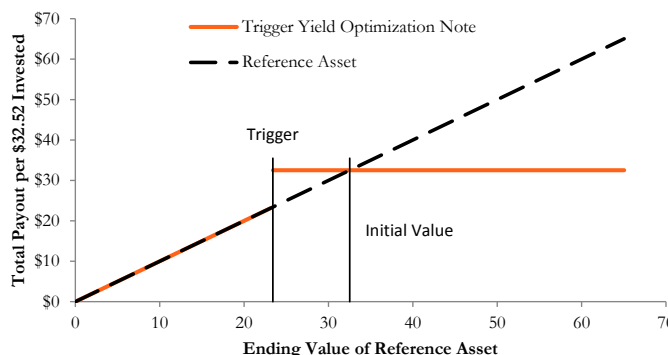 Trigger Yield Optimization Note
Reference Asset
Total Payout per $32.52 Invested
$70
$60
$50
$40
$30
$20
$10
$0
Trigger
Initial Value
0 10 20 30 40 50 60 70
Ending Value of Reference Asset